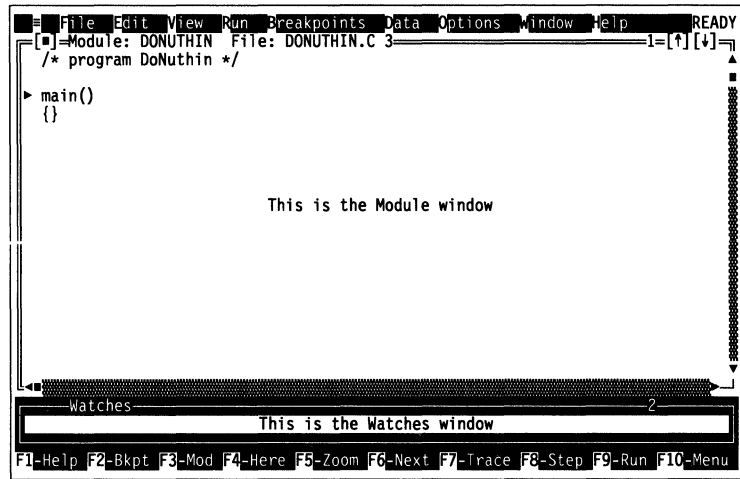 ≡ File Edit View Run Breakpoints Data Options Window Help READY
[■]=Module: DONUTHIN File: DONUTHIN.C 3 1=[↑][↓]
/* program DoNuthin */
► main()
{}
This is the Module window
Watches 2
This is the Watches window
F1-Help F2-Bkpt F3-Mod F4-Here F5-Zoom F6-Next F7-Trace F8-Step F9-Run F10-Menu